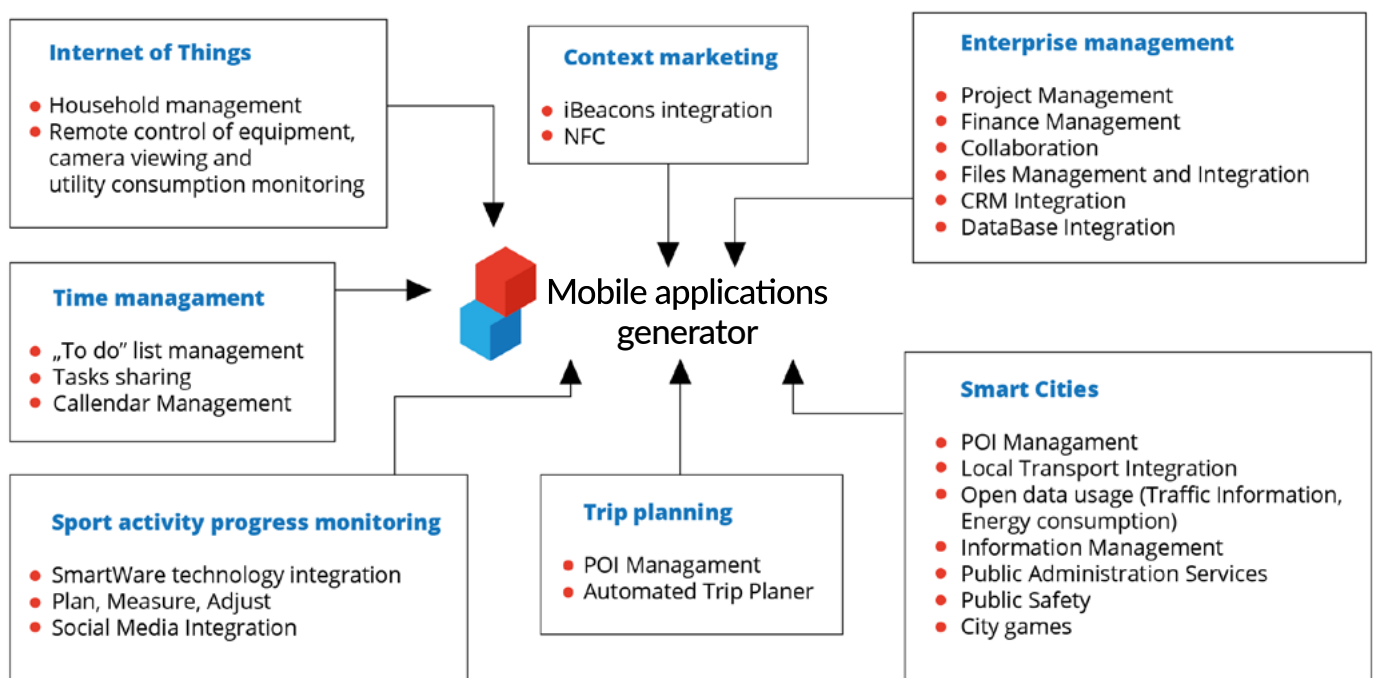 Internet of Things
Household management
Remote control of equipment,
camera viewing and
utility consumption monitoring
Context marketing
iBeacons integration
NFC
Enterprise management
Project Management
Finance Management
Collaboration
Files Management and Integration
CRM Integration
DataBase Integration
Time managament
„To do” list management
Tasks sharing
Callendar Management
Mobile applications
generator
Sport activity progress monitoring
SmartWare technology integration
Plan, Measure, Adjust
Social Media Integration
Trip planning
POI Managament
Automated Trip Planer
Smart Cities
POI Managament
Local Transport Integration
Open data usage (Traffic Information,
Energy consumption)
Information Management
Public Administration Services
Public Safety
City games